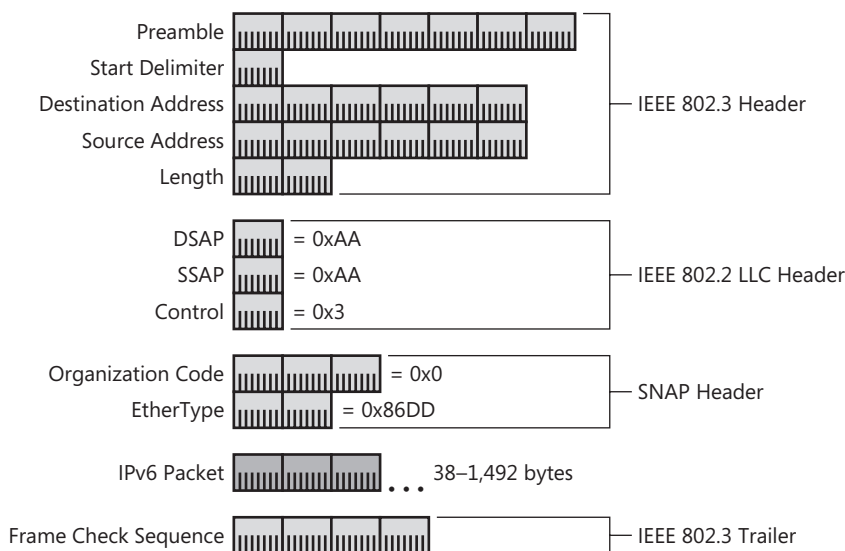 Preamble
Start Delimiter
Destination Address
Source Address
Length
IEEE 802.3 Header
DSAP = 0xAA
SSAP = 0xAA
Control = 0x3
IEEE 802.2 LLC Header
Organization Code = 0x0
EtherType = 0x86DD
SNAP Header
IPv6 Packet ... 38–1,492 bytes
Frame Check Sequence
IEEE 802.3 Trailer